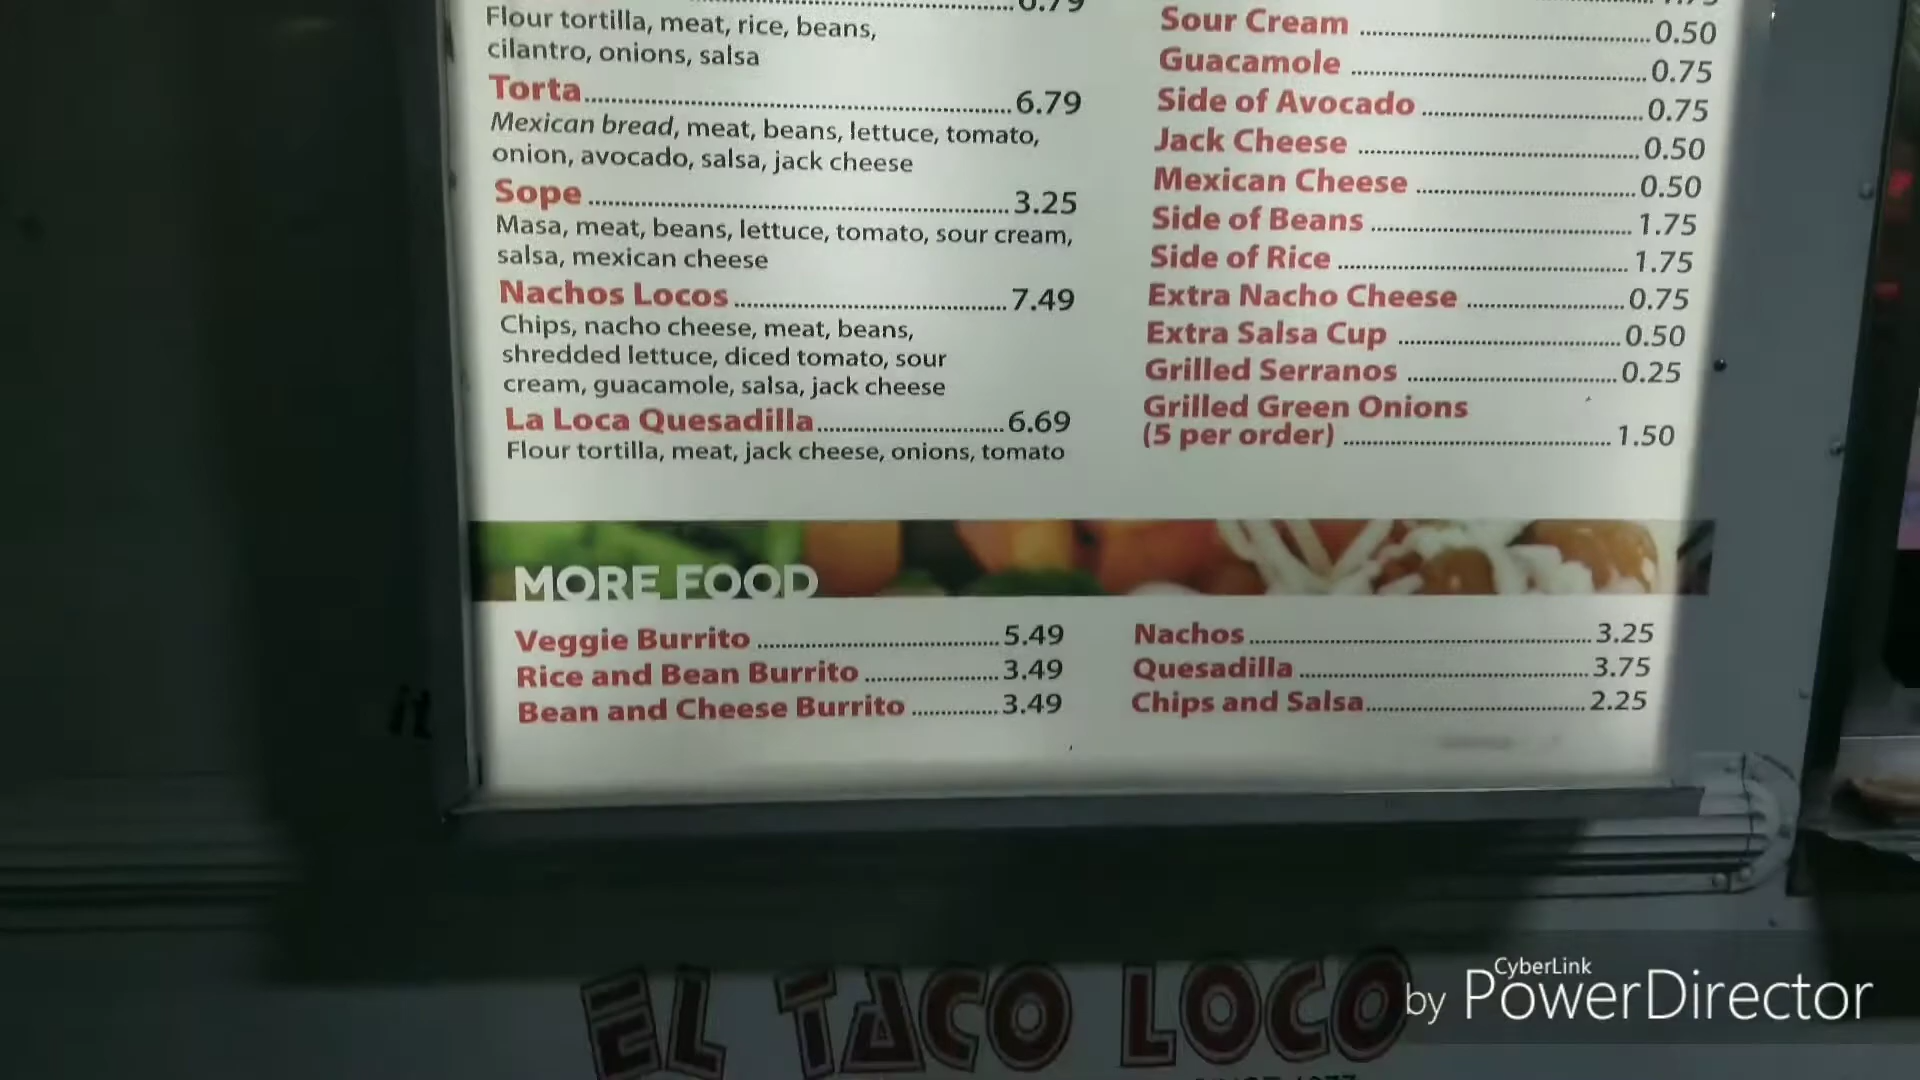 Flour tortilla, meat, rice, beans,
cilantro, onions, salsa
Torta 6.79
Mexican bread, meat, beans, lettuce, tomato,
onion, avocado, salsa, jack cheese
Sope 3.25
Masa, meat, beans, lettuce, tomato, sour cream,
salsa, mexican cheese
Nachos Locos 7.49
Chips, nacho cheese, meat, beans,
shredded lettuce, diced tomato, sour
cream, guacamole, salsa, jack cheese
La Loca Quesadilla 6.69
Flour tortilla, meat, jack cheese, onions, tomato
Sour Cream 0.50
Guacamole 0.75
Side of Avocado 0.75
Jack Cheese 0.50
Mexican Cheese 0.50
Side of Beans 1.75
Side of Rice 1.75
Extra Nacho Cheese 0.75
Extra Salsa Cup 0.50
Grilled Serranos 0.25
Grilled Green Onions
(5 per order) 1.50
MORE FOOD
Veggie Burrito 5.49
Rice and Bean Burrito 3.49
Bean and Cheese Burrito 3.49
Nachos 3.25
Quesadilla 3.75
Chips and Salsa 2.25
it
EL TACO LOCO
by CyberLink PowerDirector